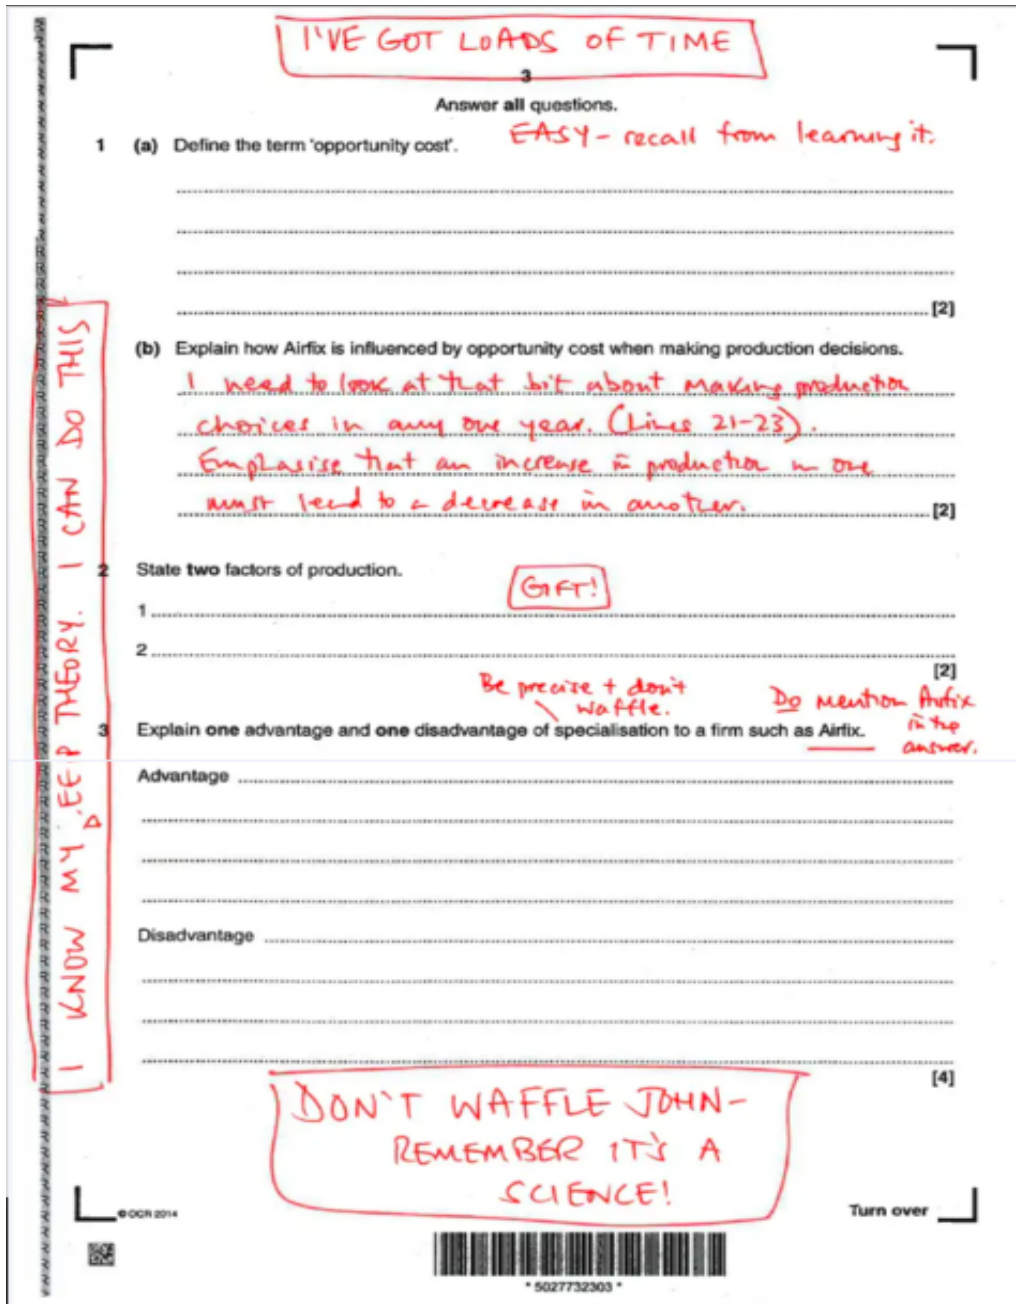 I'VE GOT LOADS OF TIME
3
Answer all questions.
EASY - recall from learning it.
1 (a) Define the term 'opportunity cost'.
[2]
(b) Explain how Airfix is influenced by opportunity cost when making production decisions.
I need to look at that bit about making production
choices in any one year. (Lines 21-23).
Emphasise that an increase in production in one
must lead to a decrease in another.
[2]
2 State two factors of production.
GIFT!
1
2
[2]
Be precise + don't
waffle.
Do mention Airfix
in the
answer.
3 Explain one advantage and one disadvantage of specialisation to a firm such as Airfix.
Advantage
Disadvantage
[4]
I KNOW MY DEEP THEORY. I CAN DO THIS
DON'T WAFFLE JOHN-
REMEMBER IT'S A
SCIENCE!
© OCR 2014
Turn over
* 5027732303 *